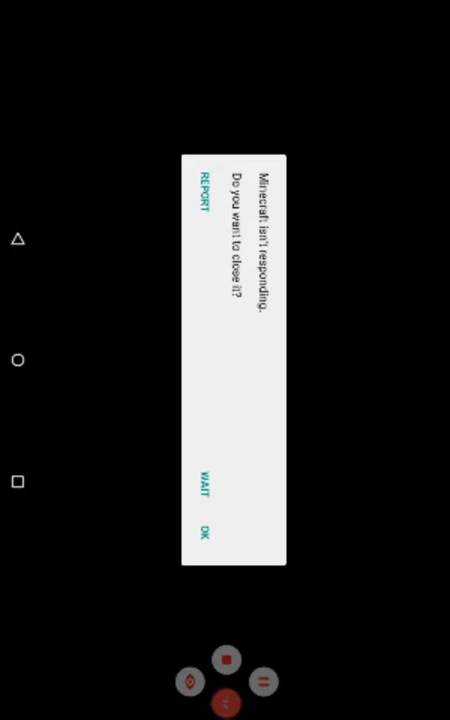 Minecraft isn't responding.
Do you want to close it?
REPORT WAIT OK